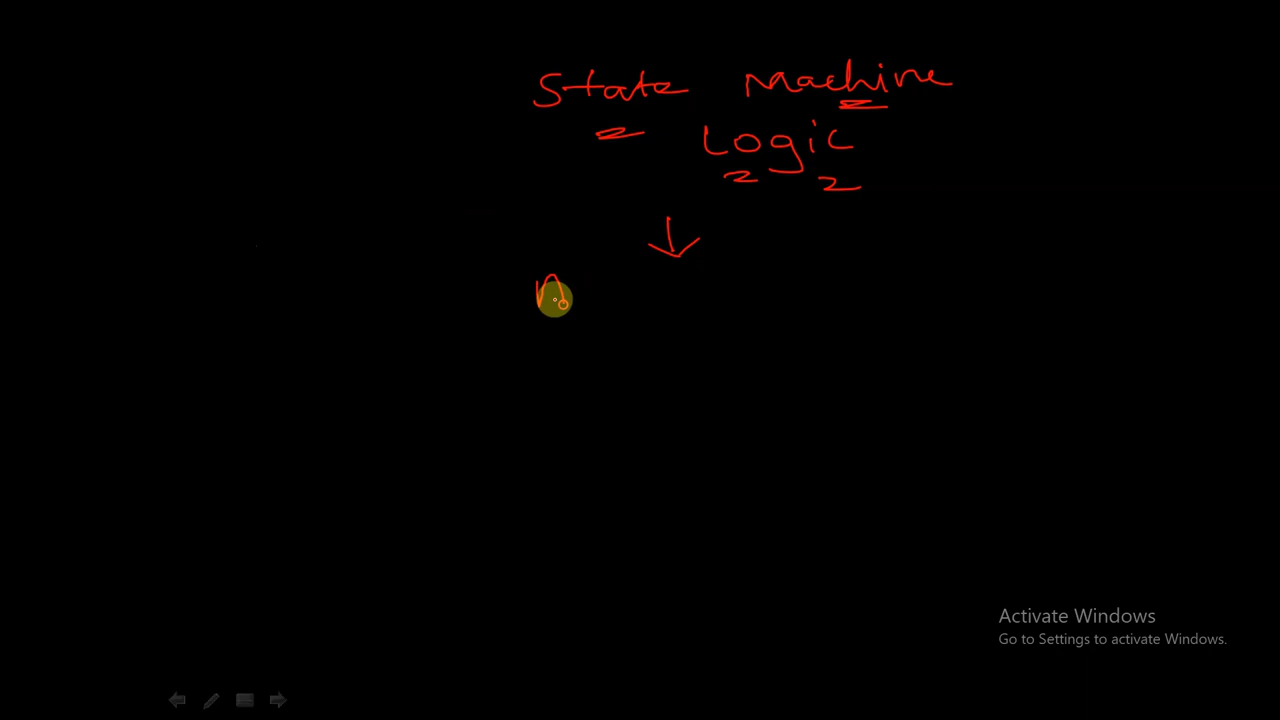 State Machine
Logic
n
Activate Windows
Go to Settings to activate Windows.